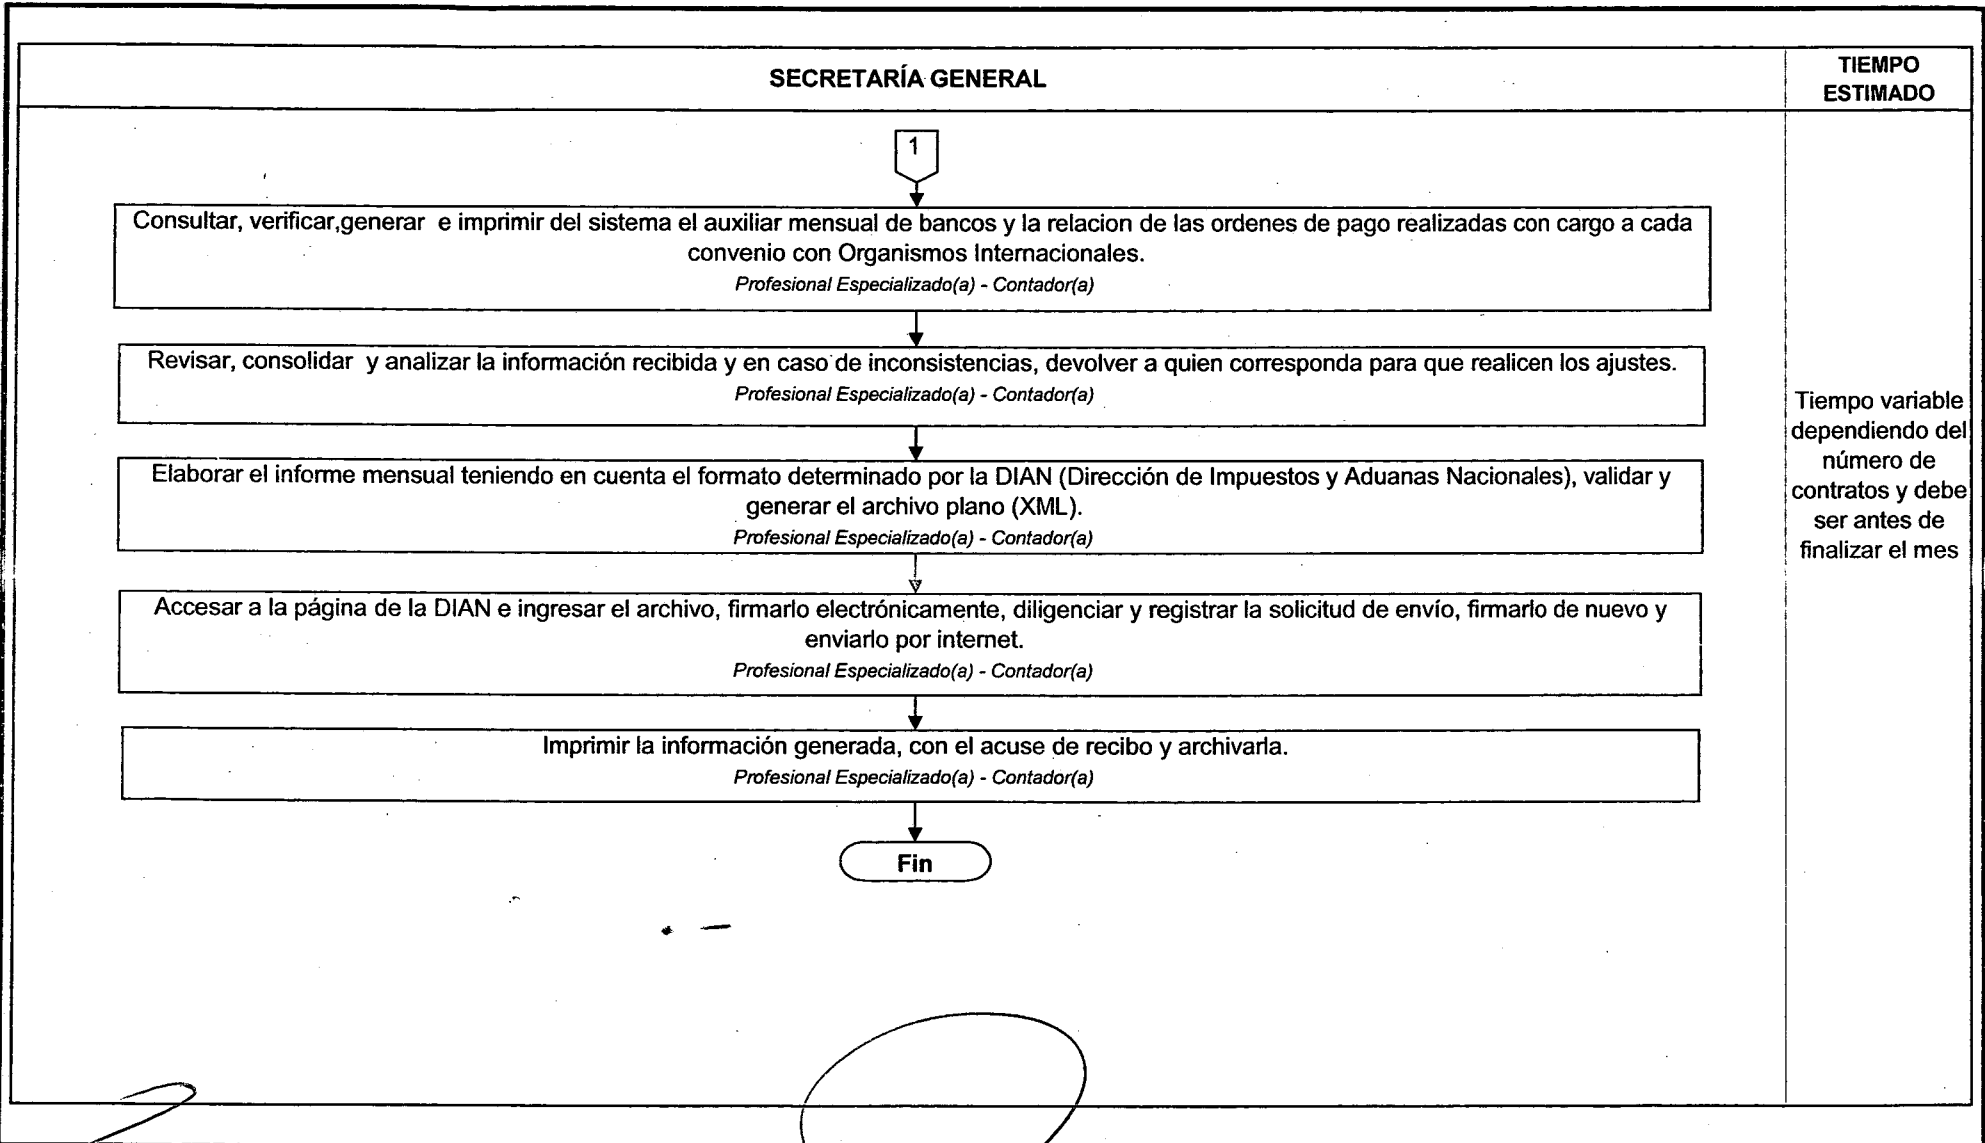 SECRETARÍA GENERAL
TIEMPO
ESTIMADO
1
Consultar, verificar,generar e imprimir del sistema el auxiliar mensual de bancos y la relacion de las ordenes de pago realizadas con cargo a cada
convenio con Organismos Internacionales.
Profesional Especializado(a) - Contador(a)
Revisar, consolidar y analizar la información recibida y en caso de inconsistencias, devolver a quien corresponda para que realicen los ajustes.
Profesional Especializado(a) - Contador(a)
Elaborar el informe mensual teniendo en cuenta el formato determinado por la DIAN (Dirección de Impuestos y Aduanas Nacionales), validar y
generar el archivo plano (XML).
Profesional Especializado(a) - Contador(a)
Accesar a la página de la DIAN e ingresar el archivo, firmarlo electrónicamente, diligenciar y registrar la solicitud de envío, firmarlo de nuevo y
enviarlo por internet.
Profesional Especializado(a) - Contador(a)
Imprimir la información generada, con el acuse de recibo y archivarla.
Profesional Especializado(a) - Contador(a)
Fin
Tiempo variable
dependiendo del
número de
contratos y debe
ser antes de
finalizar el mes